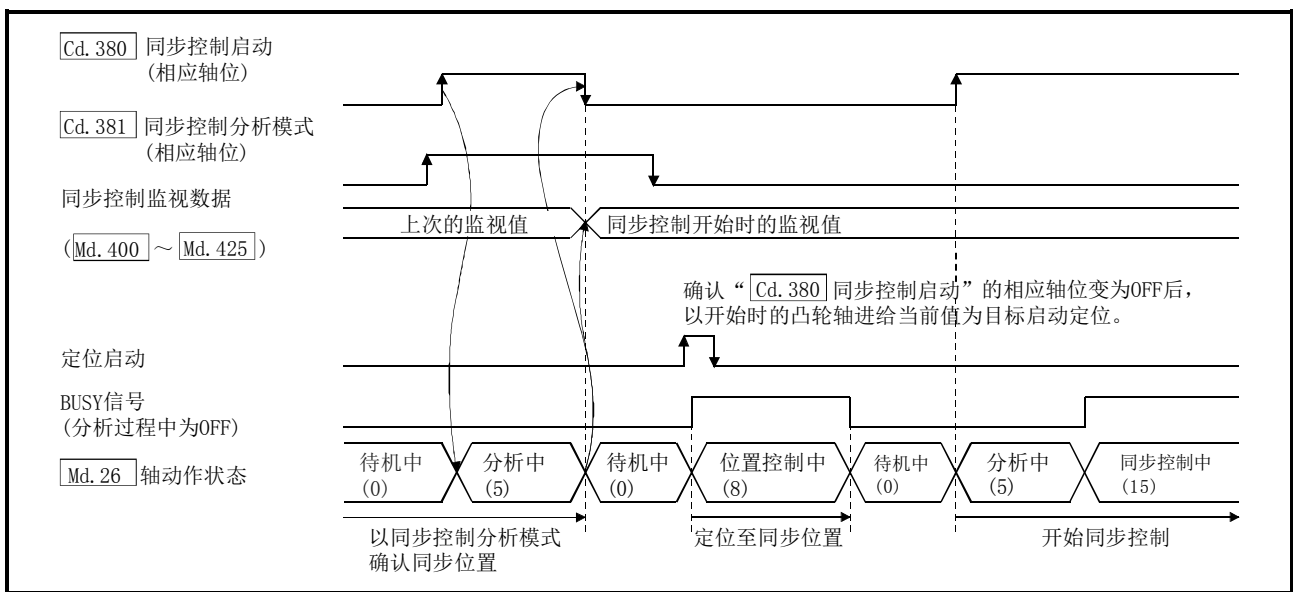 Cd.380 同步控制启动
(相应轴位)
Cd.381 同步控制分析模式
(相应轴位)
同步控制监视数据
(Md.400～Md.425)
上次的监视值
同步控制开始时的监视值
确认“Cd.380 同步控制启动”的相应轴位变为OFF后，
以开始时的凸轮轴进给当前值为目标启动定位。
定位启动
BUSY信号
(分析过程中为OFF)
Md.26 轴动作状态
待机中
(0)
分析中
(5)
待机中
(0)
位置控制中
(8)
待机中
(0)
分析中
(5)
同步控制中
(15)
以同步控制分析模式
确认同步位置
定位至同步位置
开始同步控制